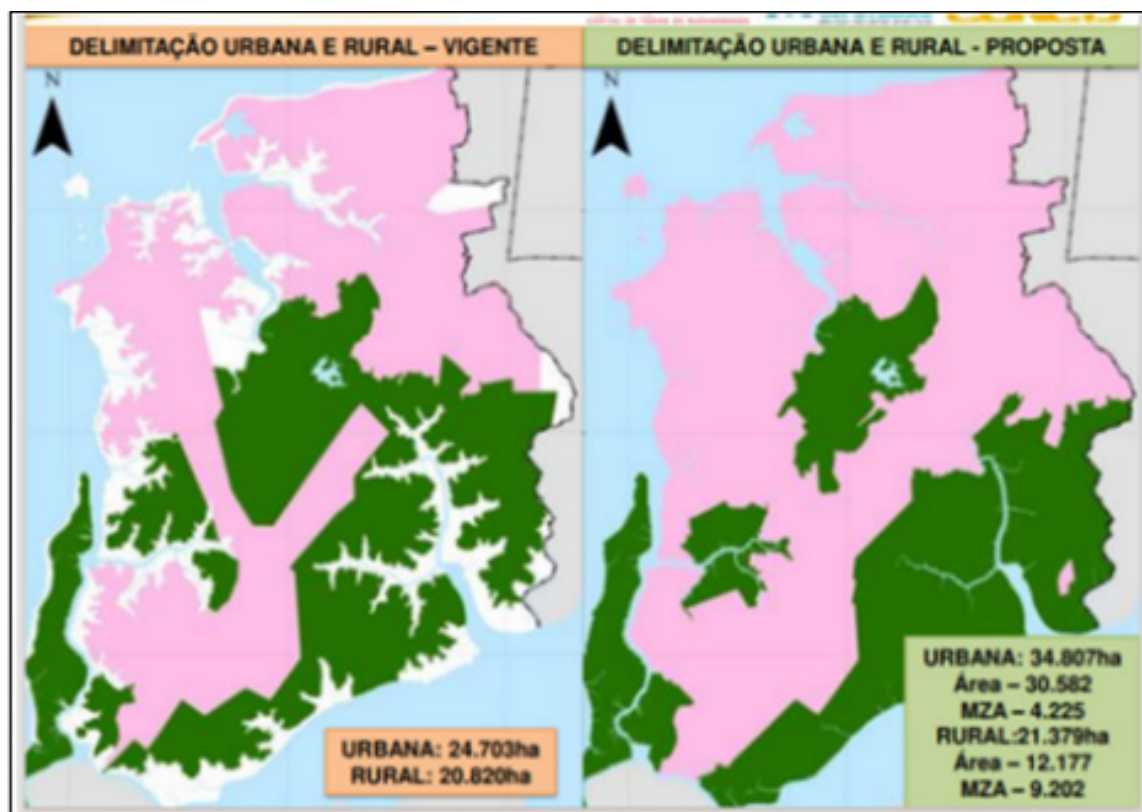 DELIMITAÇÃO URBANA E RURAL – VIGENTE
DELIMITAÇÃO URBANA E RURAL - PROPOSTA
N
N
URBANA: 24.703ha
RURAL: 20.820ha
URBANA: 34.807ha
Área – 30.582
MZA – 4.225
RURAL:21.379ha
Área – 12.177
MZA – 9.202